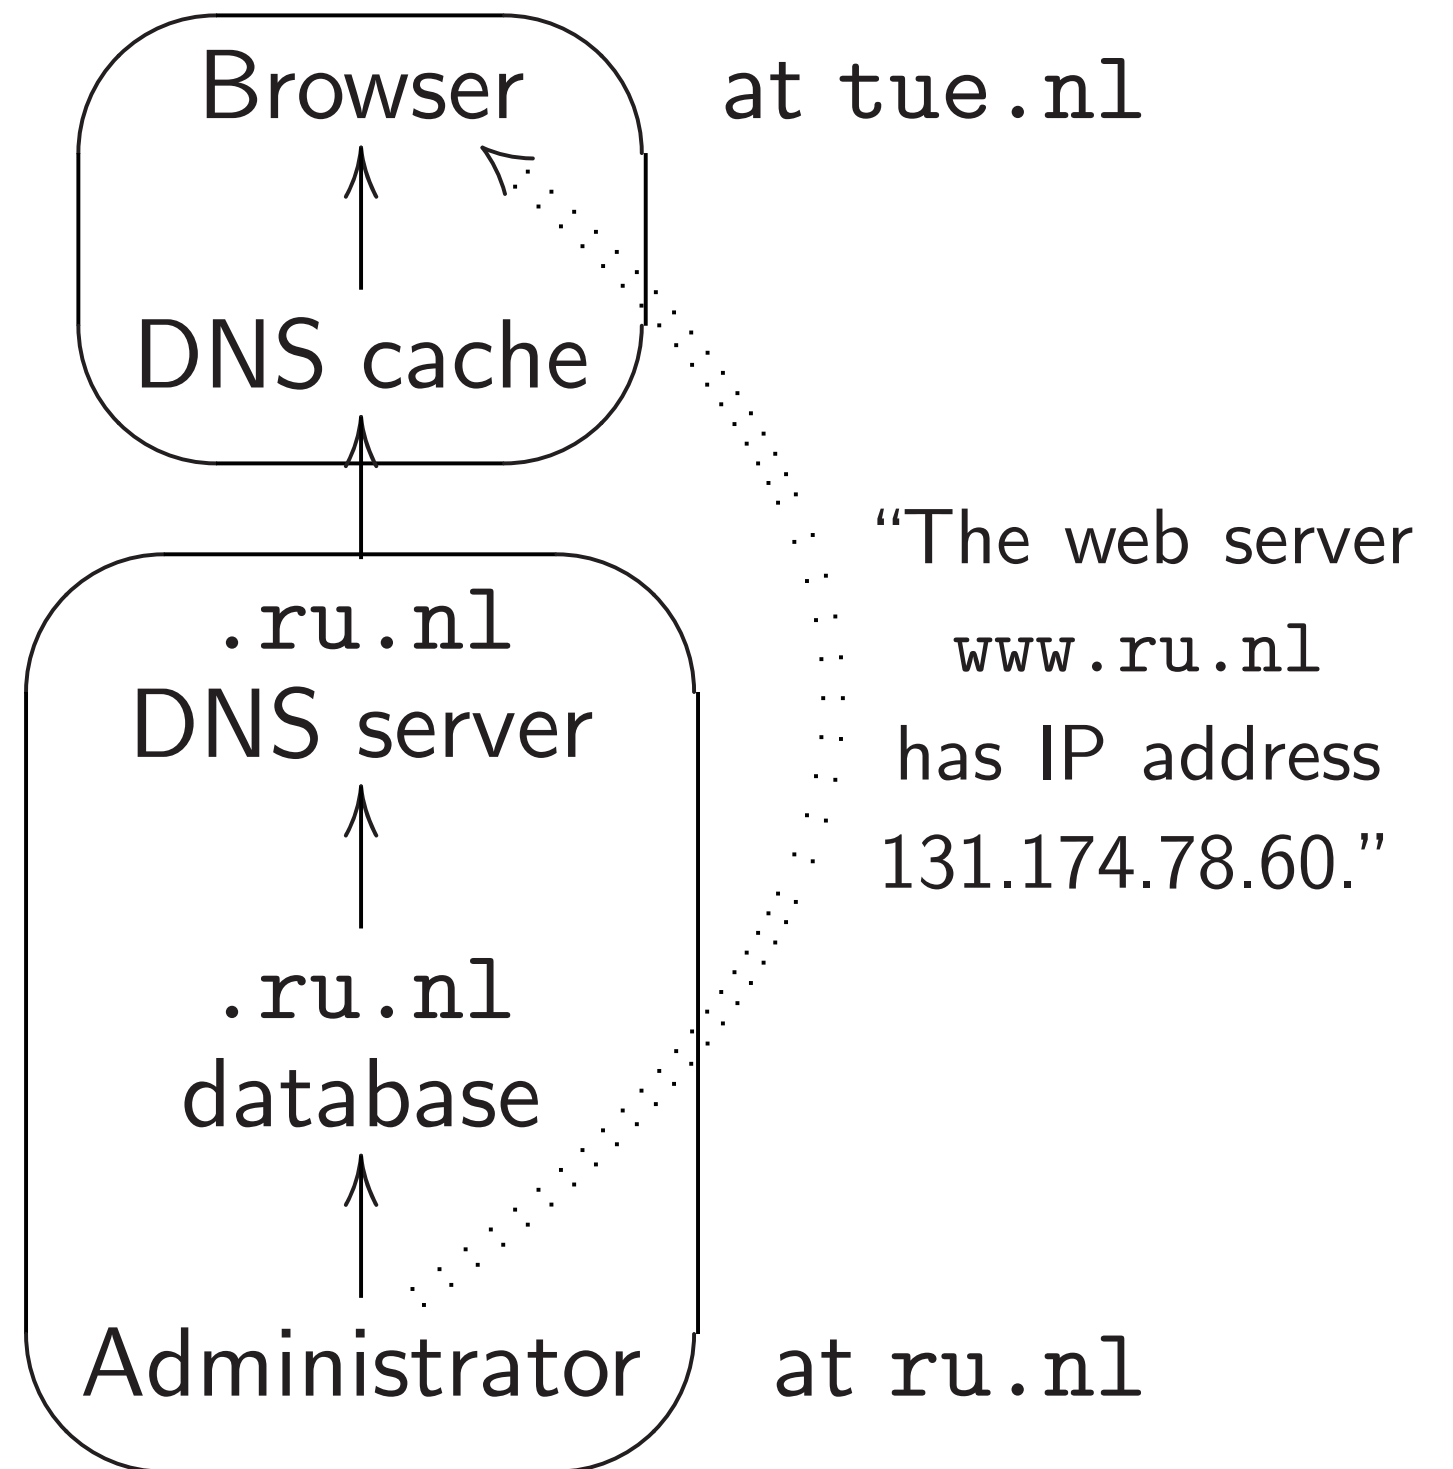 Browser at tue.nl
DNS cache
“The web server
www.ru.nl
has IP address
131.174.78.60.”
.ru.nl
DNS server
.ru.nl
database
Administrator at ru.nl